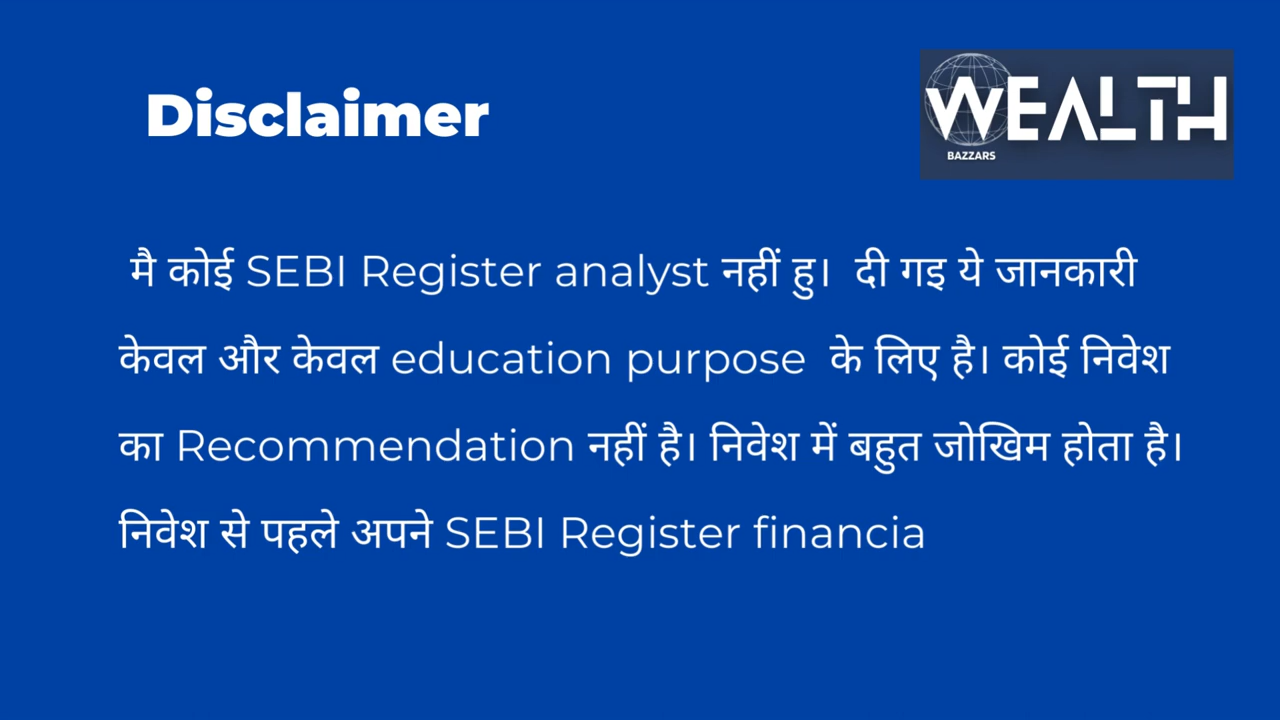 Disclaimer
WEALTH
BAZZARS
मै कोई SEBI Register analyst नहीं हु। दी गइ ये जानकारी
केवल और केवल education purpose के लिए है। कोई निवेश
का Recommendation नहीं है। निवेश में बहुत जोखिम होता है।
निवेश से पहले अपने SEBI Register financia